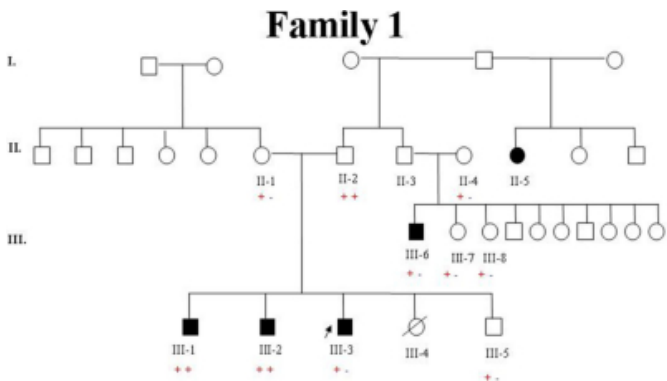 Family 1
I.
II.
II-1 II-2 II-3 II-4 II-5
+ - + + + -
III.
III-6 III-7 III-8
+ - + - + -
III-1 III-2 III-3 III-4 III-5
+ + + + + - + -